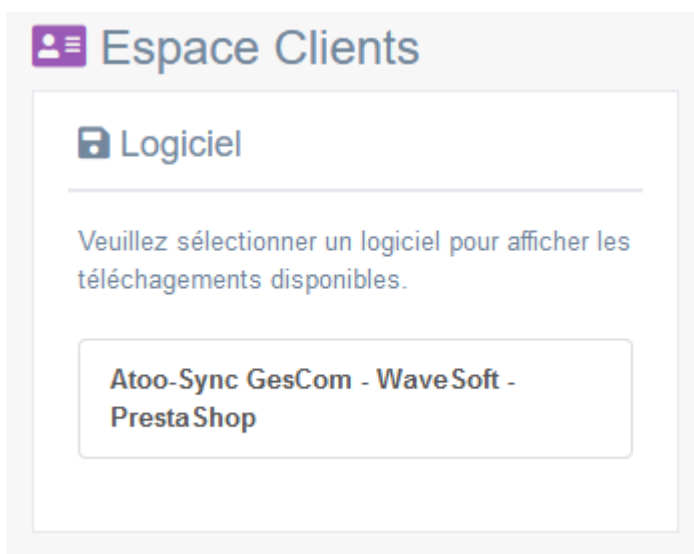 Espace Clients
Logiciel
Veuillez sélectionner un logiciel pour afficher les
téléchagements disponibles.
Atoo-Sync GesCom - WaveSoft -
PrestaShop